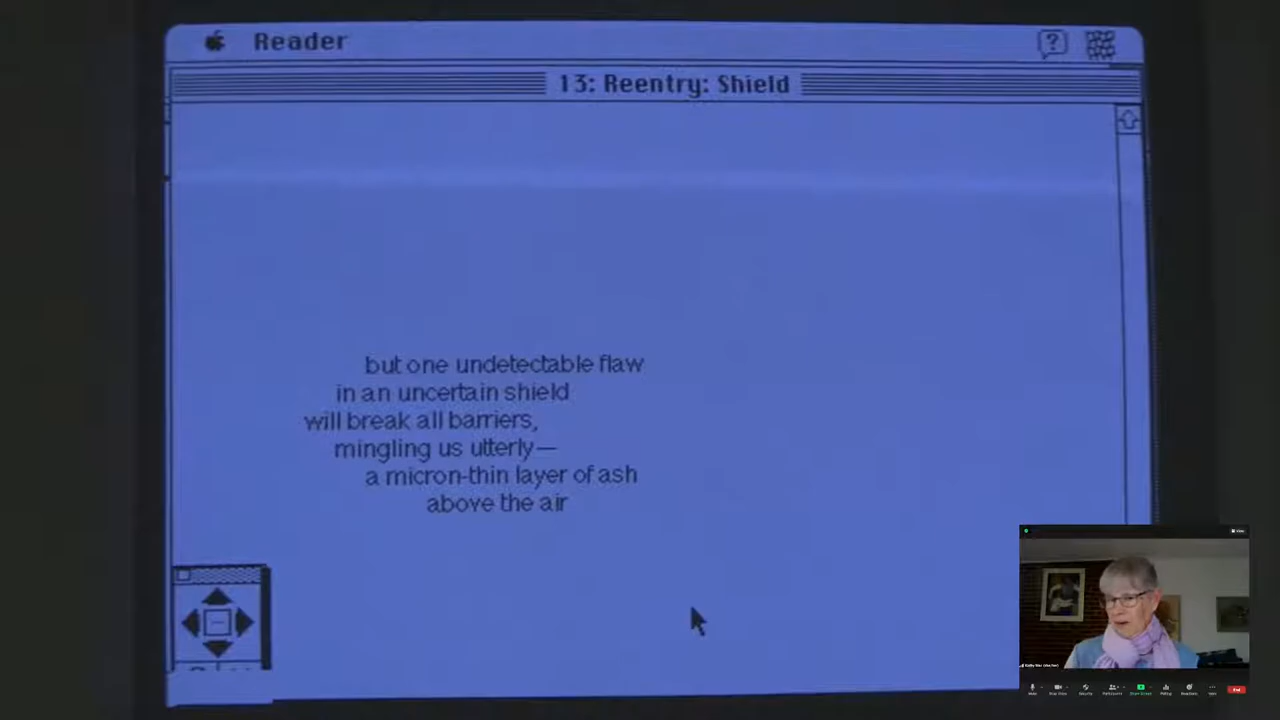 Reader
13: Reentry: Shield
but one undetectable flaw
in an uncertain shield
will break all barriers,
mingling us utterly—
a micron-thin layer of ash
above the air